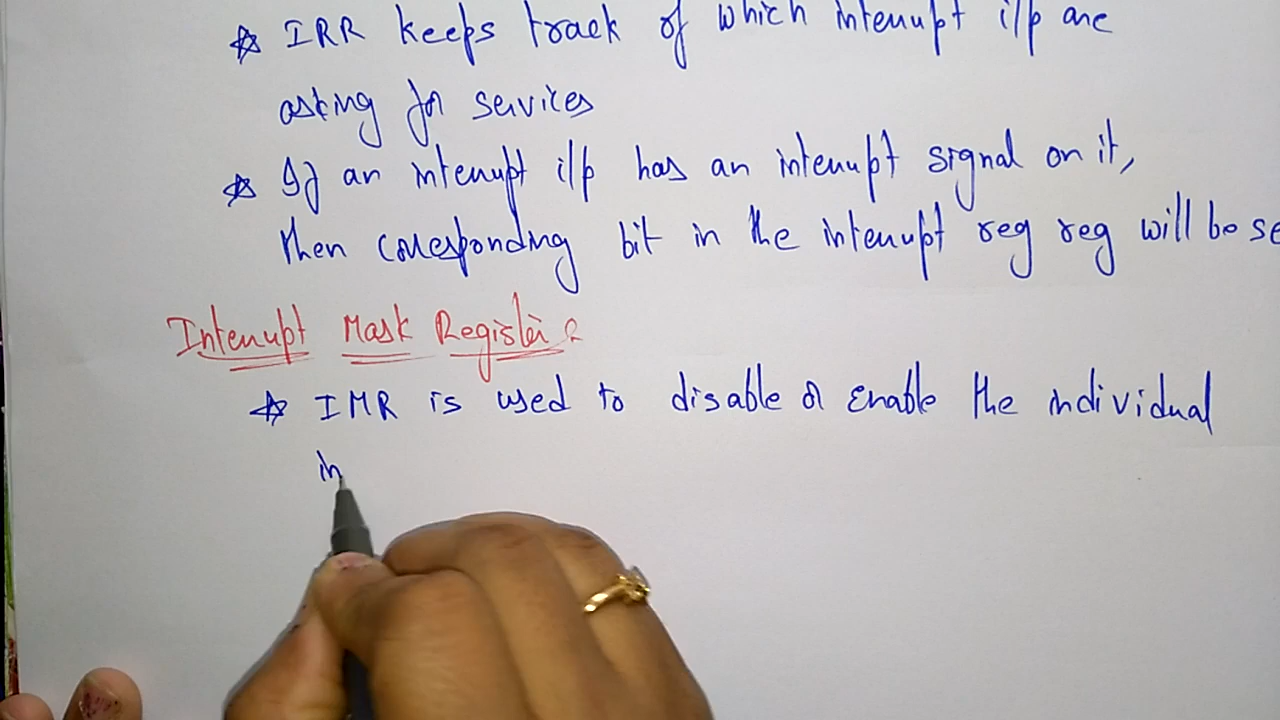 ☆ IRR keeps track of which interrupt i/p are
asking for services
☆ If an interrupt i/p has an interrupt signal on it,
then corresponding bit in the interrupt reg reg will be se
Interrupt Mask Register :
☆ IMR is used to disable or enable the individual
in